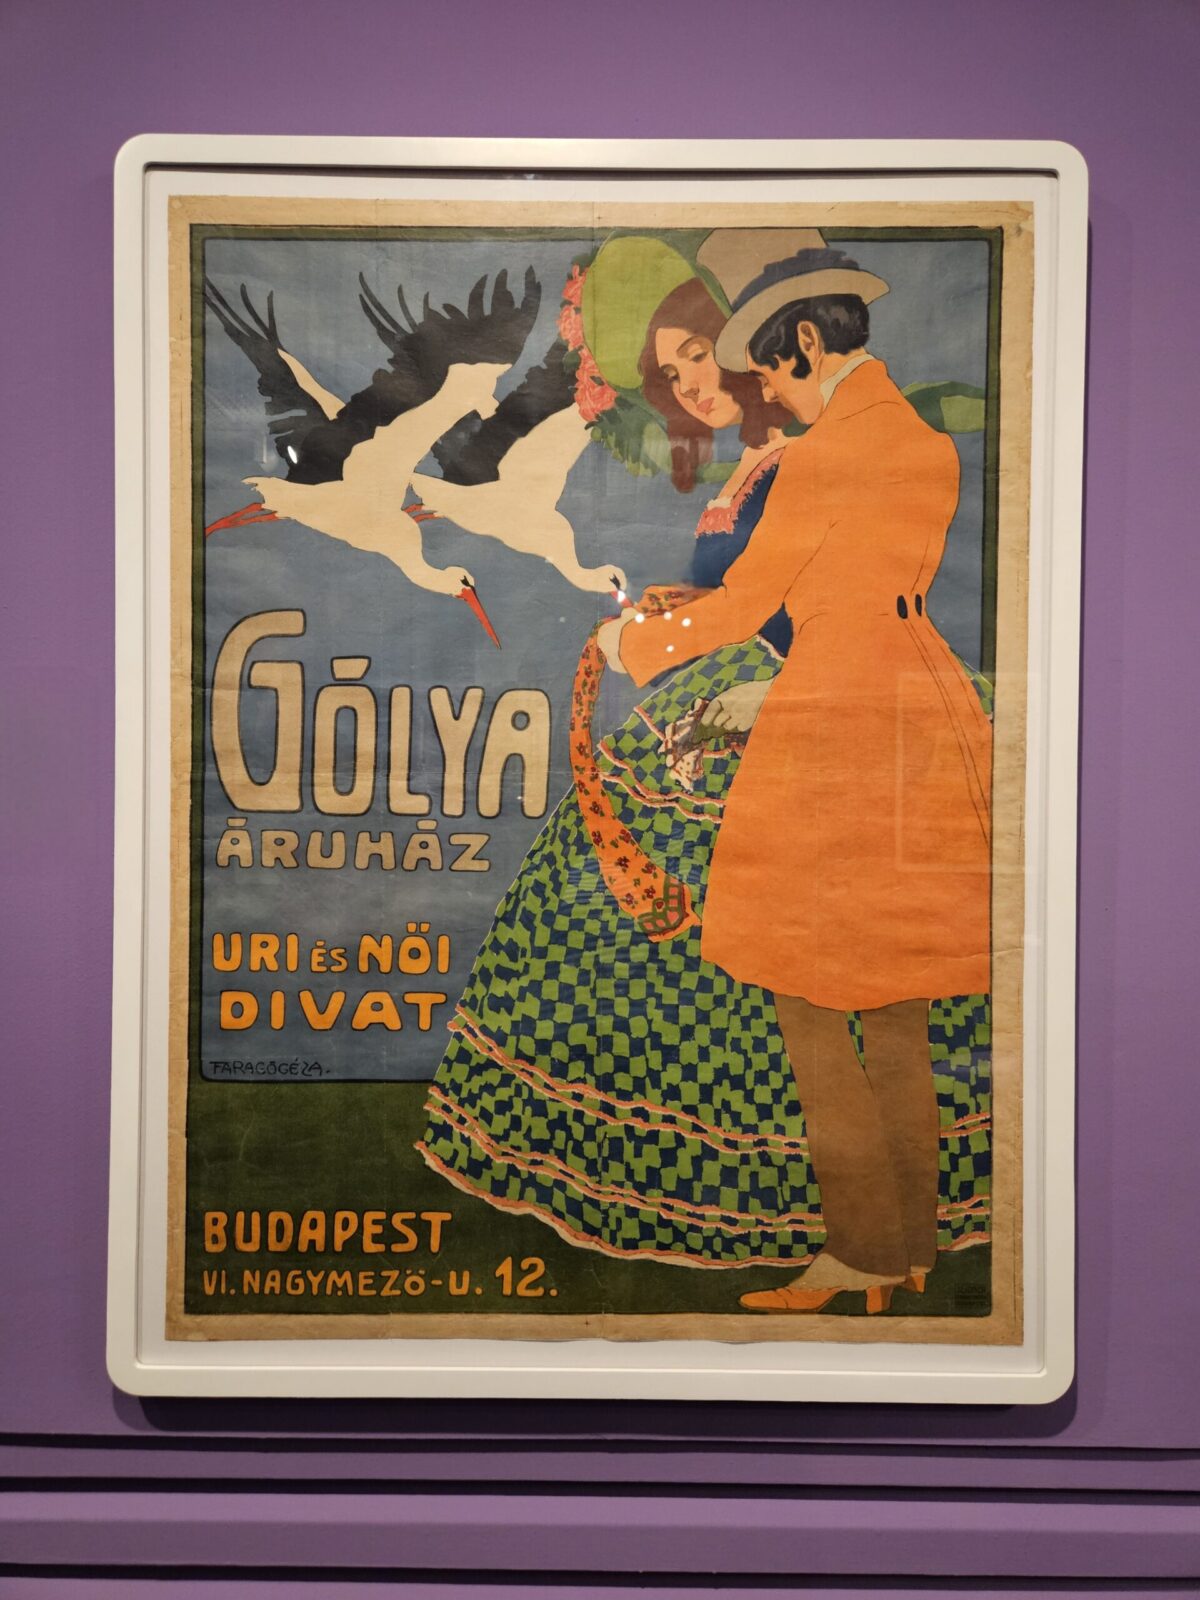 GÓLYA
ÁRUHÁZ
URI ÉS NŐI
DIVAT
FARAGÓGÉZA.
BUDAPEST
VI. NAGYMEZŐ-U. 12.